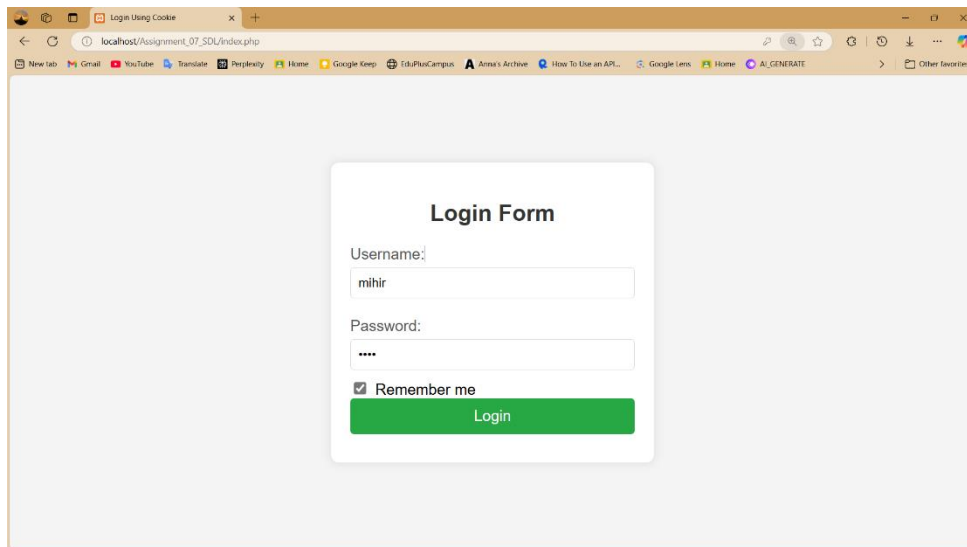 Login Using Cookie
localhost/Assignment_07_SDL/index.php
New tab Gmail YouTube Translate Perplexity Home Google Keep EduPlusCampus Anna's Archive How To Use an API... Google Lens Home AI_GENERATE Other favorites
Login Form
Username:
mihir
Password:
••••
Remember me
Login